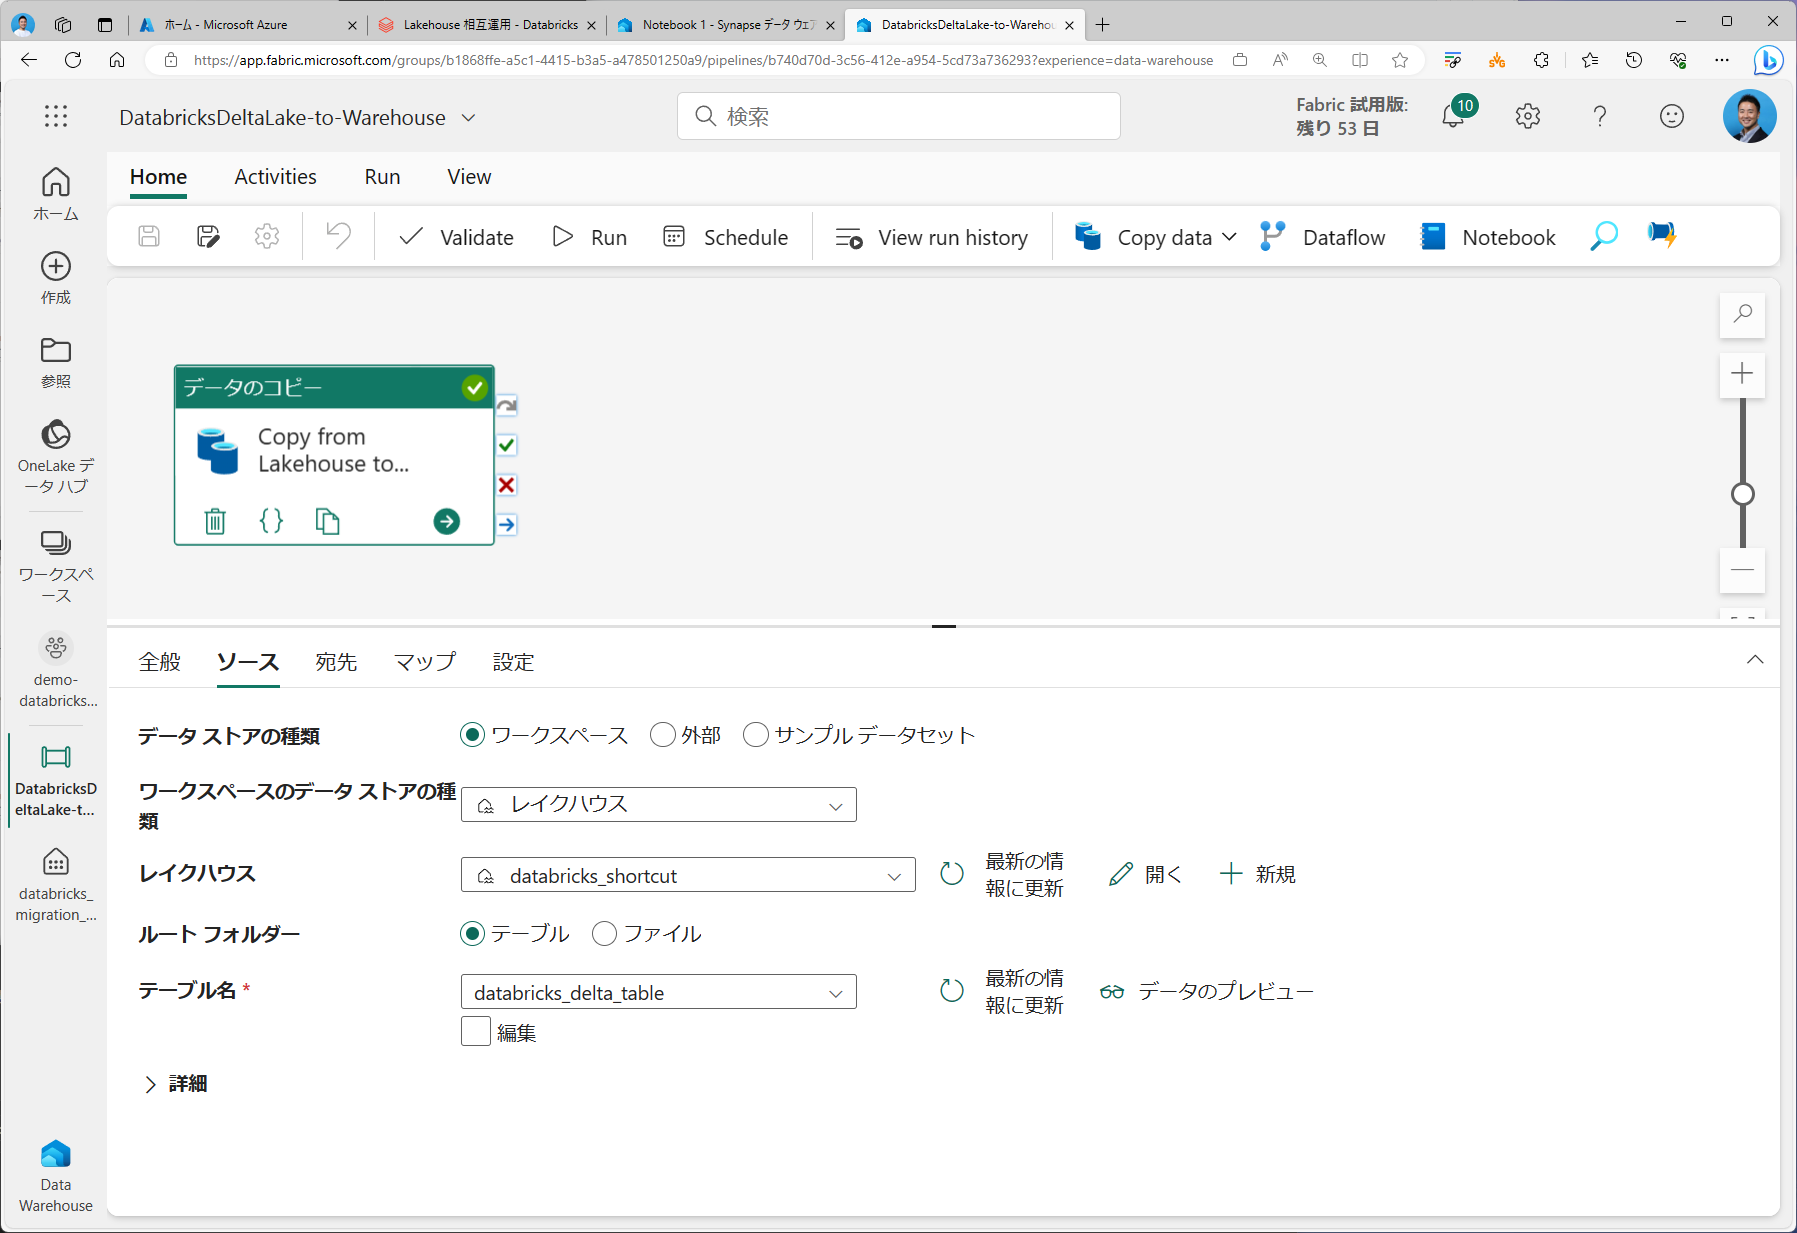 ホーム - Microsoft Azure
Lakehouse 相互運用 - Databricks
Notebook 1 - Synapse データ ウェア
DatabricksDeltaLake-to-Warehou
https://app.fabric.microsoft.com/groups/b1868ffe-a5c1-4415-b3a5-a478501250a9/pipelines/b740d70d-3c56-412e-a954-5cd73a736293?experience=data-warehouse
DatabricksDeltaLake-to-Warehouse
検索
Fabric 試用版:
残り 53 日
10
Home
Activities
Run
View
Validate
Run
Schedule
View run history
Copy data
Dataflow
Notebook
ホーム
作成
参照
OneLake デ
ータ ハブ
ワークスペ
ース
demo-
databricks...
DatabricksD
eltaLake-t...
databricks_
migration_...
Data
Warehouse
データのコピー
Copy from
Lakehouse to...
全般
ソース
宛先
マップ
設定
データ ストアの種類
ワークスペース
外部
サンプル データセット
ワークスペースのデータ ストアの種
類
レイクハウス
レイクハウス
databricks_shortcut
最新の情
報に更新
開く
新規
ルート フォルダー
テーブル
ファイル
テーブル名 *
databricks_delta_table
最新の情
報に更新
データのプレビュー
編集
詳細